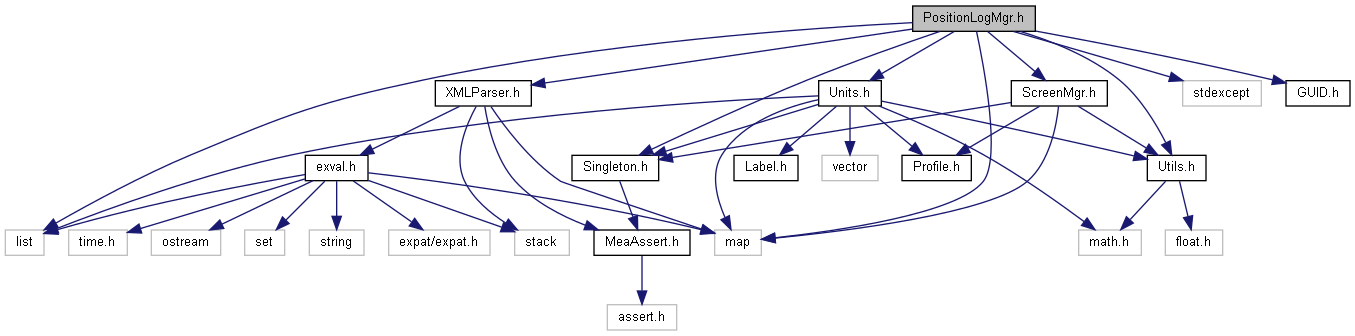 PositionLogMgr.h
XMLParser.h
Units.h
ScreenMgr.h
stdexcept
GUID.h
exval.h
Singleton.h
Label.h
vector
Profile.h
Utils.h
list
time.h
ostream
set
string
expat/expat.h
stack
MeaAssert.h
map
math.h
float.h
assert.h